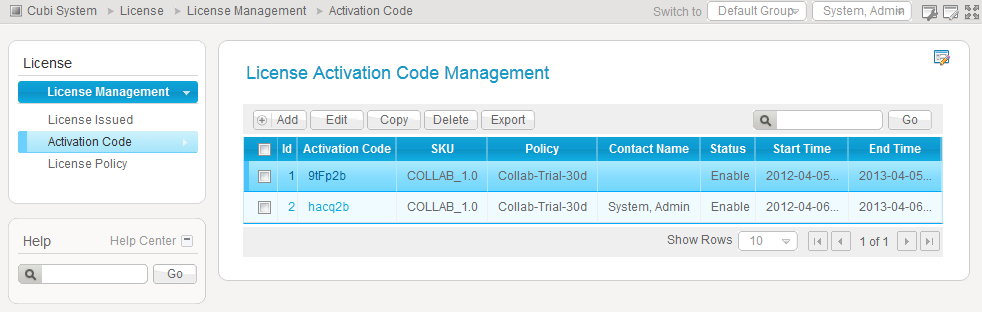 Cubi System License License Management Activation Code Switch to Default Group System, Admin
License
License Management
License Issued
Activation Code
License Policy
Help Help Center
Go
License Activation Code Management
Add Edit Copy Delete Export Go
Id Activation Code SKU Policy Contact Name Status Start Time End Time
1 9tFp2b COLLAB_1.0 Collab-Trial-30d Enable 2012-04-05... 2013-04-05...
2 hacq2b COLLAB_1.0 Collab-Trial-30d System, Admin Enable 2012-04-06... 2013-04-06...
Show Rows 10 1 of 1